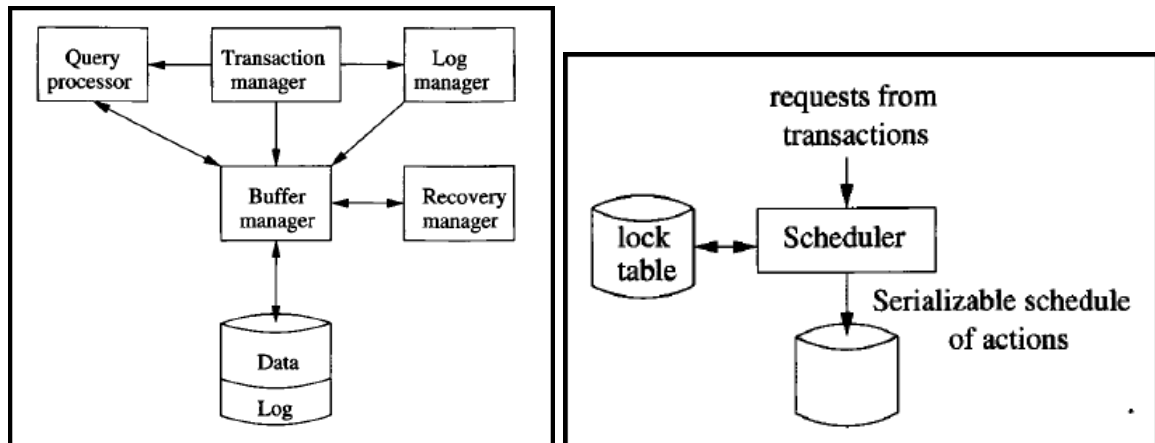 Query
processor
Transaction
manager
Log
manager
Buffer
manager
Recovery
manager
Data
Log
requests from
transactions
lock
table
Scheduler
Serializable schedule
of actions